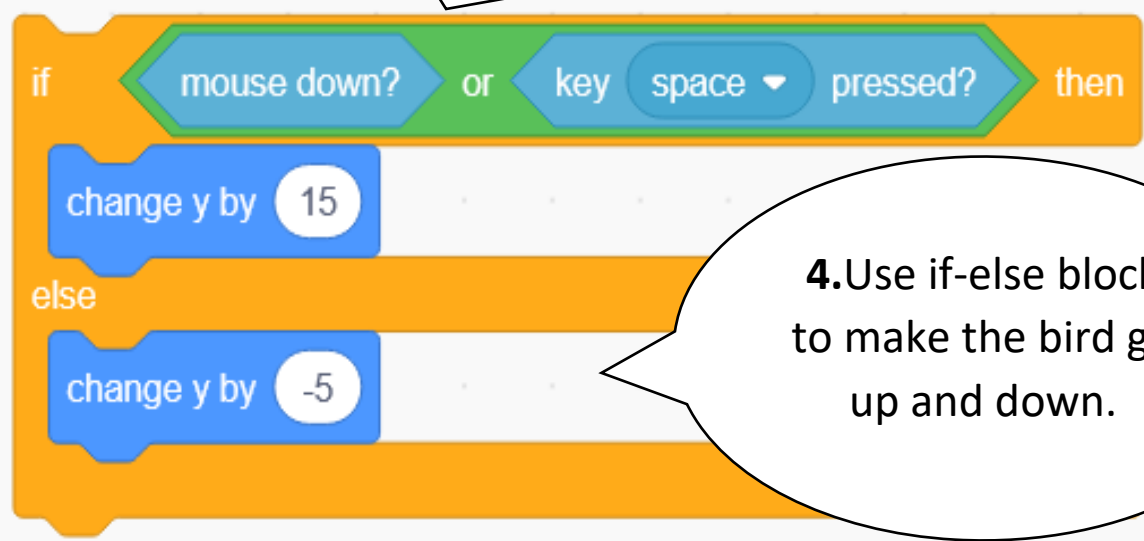 if mouse down? or key space pressed? then
change y by 15
else
change y by -5
4.Use if-else
to make the bird
up and down.